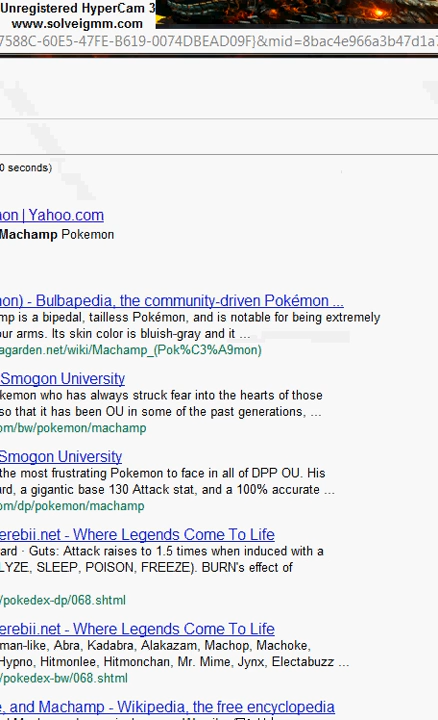 Unregistered HyperCam 3
www.solveigmm.com
7588C-60E5-47FE-B619-0074DBEAD09F}&mid=8bac4e966a3b47d1a7
0 seconds)
non | Yahoo.com
Machamp Pokemon
non) - Bulbapedia, the community-driven Pokémon ...
mp is a bipedal, tailless Pokémon, and is notable for being extremely
our arms. Its skin color is bluish-gray and it ...
agarden.net/wiki/Machamp_(Pok%C3%A9mon)
Smogon University
kemon who has always struck fear into the hearts of those
so that it has been OU in some of the past generations, ...
om/bw/pokemon/machamp
Smogon University
the most frustrating Pokemon to face in all of DPP OU. His
ard, a gigantic base 130 Attack stat, and a 100% accurate ...
om/dp/pokemon/machamp
erebii.net - Where Legends Come To Life
ard · Guts: Attack raises to 1.5 times when induced with a
LYZE, SLEEP, POISON, FREEZE). BURN's effect of
/pokedex-dp/068.shtml
erebii.net - Where Legends Come To Life
man-like, Abra, Kadabra, Alakazam, Machop, Machoke,
Hypno, Hitmonlee, Hitmonchan, Mr. Mime, Jynx, Electabuzz ...
/pokedex-bw/068.shtml
e, and Machamp - Wikipedia, the free encyclopedia